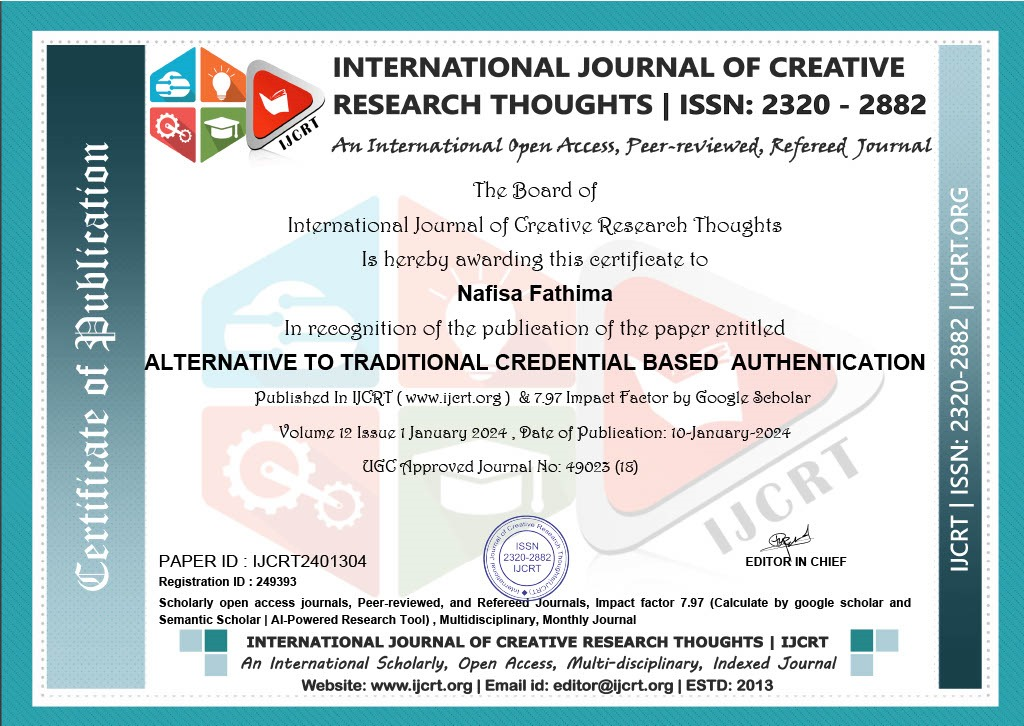 INTERNATIONAL JOURNAL OF CREATIVE
RESEARCH THOUGHTS | ISSN: 2320 - 2882
An International Open Access, Peer-reviewed, Refereed Journal
IJCRT
Certificate of Publication
The Board of
International Journal of Creative Research Thoughts
Is hereby awarding this certificate to
Nafisa Fathima
In recognition of the publication of the paper entitled
ALTERNATIVE TO TRADITIONAL CREDENTIAL BASED AUTHENTICATION
Published In IJCRT ( www.ijcrt.org ) & 7.97 Impact Factor by Google Scholar
Volume 12 Issue 1 January 2024 , Date of Publication: 10-January-2024
UGC Approved Journal No: 49023 (18)
IJCRT
IJCRT | ISSN: 2320-2882 | IJCRT.ORG
International Journal of Creative Research Thoughts(IJCRT)
ISSN
2320-2882
IJCRT
PAPER ID : IJCRT2401304
Registration ID : 249393
EDITOR IN CHIEF
Scholarly open access journals, Peer-reviewed, and Refereed Journals, Impact factor 7.97 (Calculate by google scholar and
Semantic Scholar | AI-Powered Research Tool) , Multidisciplinary, Monthly Journal
INTERNATIONAL JOURNAL OF CREATIVE RESEARCH THOUGHTS | IJCRT
An International Scholarly, Open Access, Multi-disciplinary, Indexed Journal
Website: www.ijcrt.org | Email id: editor@ijcrt.org | ESTD: 2013